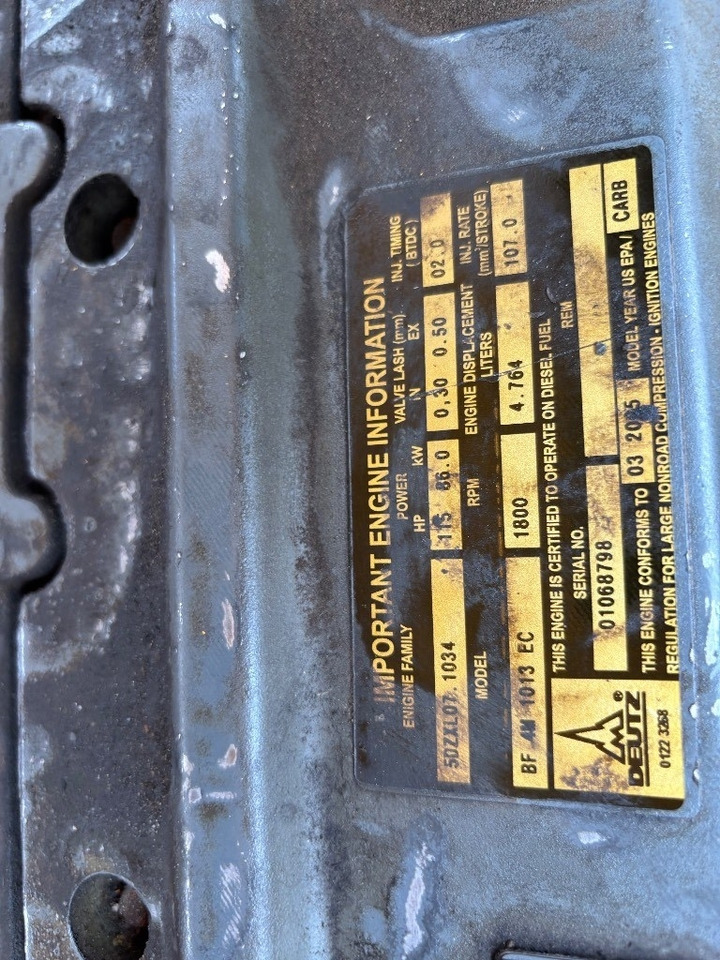 IMPORTANT ENGINE INFORMATION
ENIGINE FAMILY
POWER
HP kW
VALVE LASH (mm)
IN EX
INJ. TIMING
( BTDC )
1034
115 86.0
0,30 0.50
02.0
MODEL
RPM
ENGINE DISPLACEMENT
LITERS
INJ. RATE
(mm³/STROKE)
BF 4M 1013 EC
1800
4.764
107.0
THIS ENGINE IS CERTIFIED TO OPERATE ON DIESEL FUEL
SERIAL NO.
REM
01068798
THIS ENGINE CONFORMS TO 03 2005 MODEL YEAR US EPA/ CARB
REGULATION FOR LARGE NONROAD COMPRESSION - IGNITION ENGINES
DEUTZ ®
0122 3268